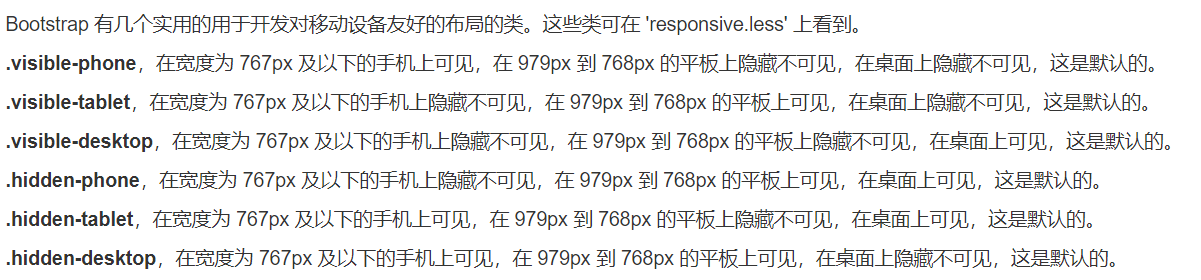 Bootstrap 有几个实用的用于开发对移动设备友好的布局的类。这些类可在 'responsive.less' 上看到。
.visible-phone，在宽度为 767px 及以下的手机上可见，在 979px 到 768px 的平板上隐藏不可见，在桌面上隐藏不可见，这是默认的。
.visible-tablet，在宽度为 767px 及以下的手机上隐藏不可见，在 979px 到 768px 的平板上可见，在桌面上隐藏不可见，这是默认的。
.visible-desktop，在宽度为 767px 及以下的手机上隐藏不可见，在 979px 到 768px 的平板上隐藏不可见，在桌面上可见，这是默认的。
.hidden-phone，在宽度为 767px 及以下的手机上隐藏不可见，在 979px 到 768px 的平板上可见，在桌面上可见，这是默认的。
.hidden-tablet，在宽度为 767px 及以下的手机上可见，在 979px 到 768px 的平板上隐藏不可见，在桌面上可见，这是默认的。
.hidden-desktop，在宽度为 767px 及以下的手机上可见，在 979px 到 768px 的平板上可见，在桌面上隐藏不可见，这是默认的。